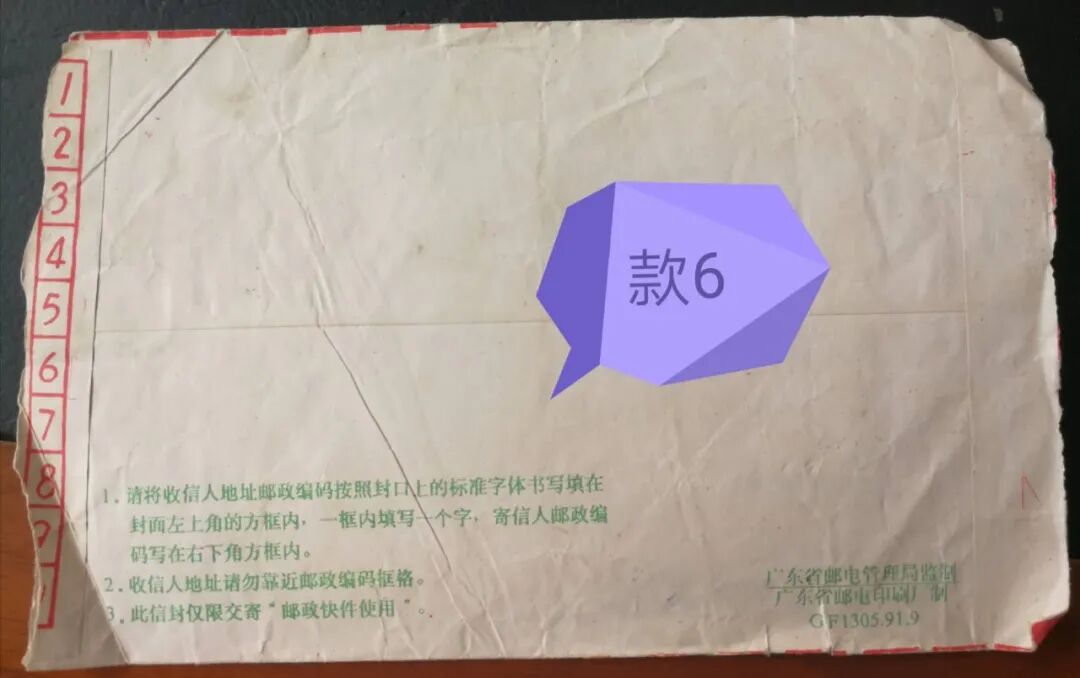 1
2
3
4
5
6
7
8
9
款6
1. 请将收信人地址邮政编码按照封口上的标准字体书写填在
封面左上角的方框内，一框内填写一个字，寄信人邮政编
码写在右下角方框内。
2. 收信人地址请勿靠近邮政编码框格。
3. 此信封仅限交寄“邮政快件使用”。
广东省邮电管理局监制
广东省邮电印刷厂制
GF1305.91.9